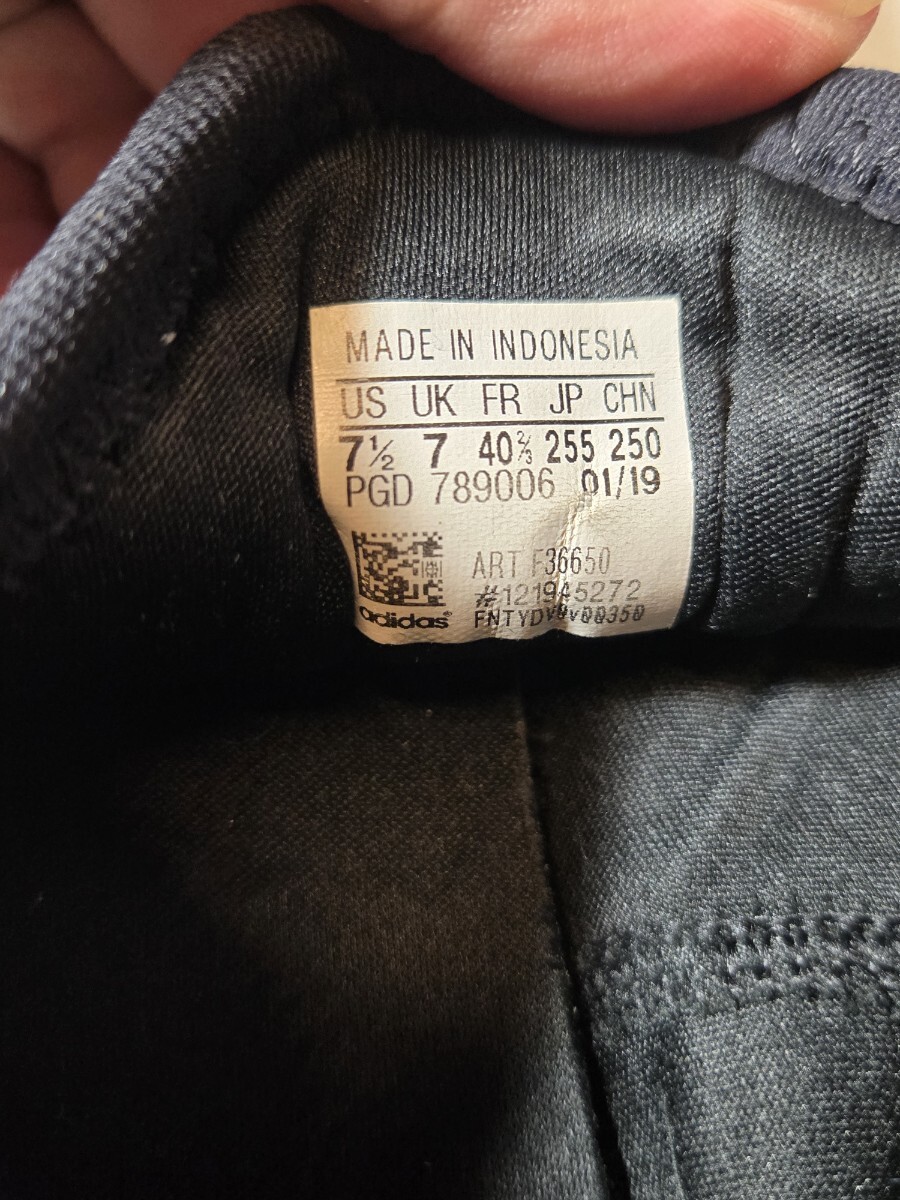 MADE IN INDONESIA
US UK FR JP CHN
7½ 7 40⅔ 255 250
PGD 789006 01/19
ART F36650
#121945272
adidas®